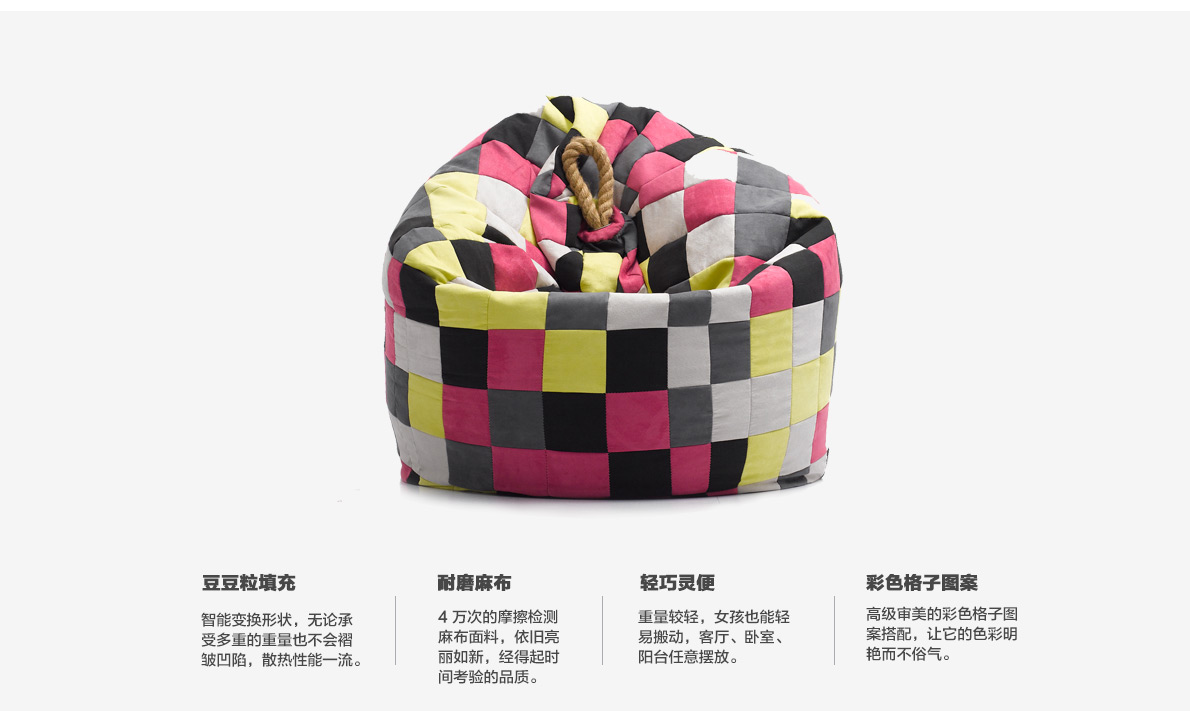 豆豆粒填充
智能变换形状，无论承
受多重的重量也不会褶
皱凹陷，散热性能一流。
耐磨麻布
4 万次的摩擦检测
麻布面料，依旧亮
丽如新，经得起时
间考验的品质。
轻巧灵便
重量较轻，女孩也能轻
易搬动，客厅、卧室、
阳台任意摆放。
彩色格子图案
高级审美的彩色格子图
案搭配，让它的色彩明
艳而不俗气。